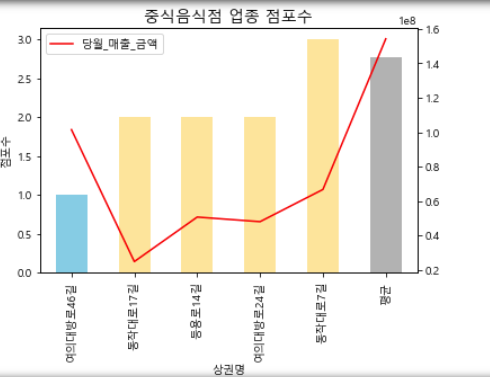 중식음식점 업종 점포수
1e8
당월_매출_금액
점포수
3.0
2.5
2.0
1.5
1.0
0.5
0.0
1.6
1.4
1.2
1.0
0.8
0.6
0.4
0.2
여의대방로46길
동작대로17길
등용로14길
여의대방로24길
동작대로7길
평균
상권명